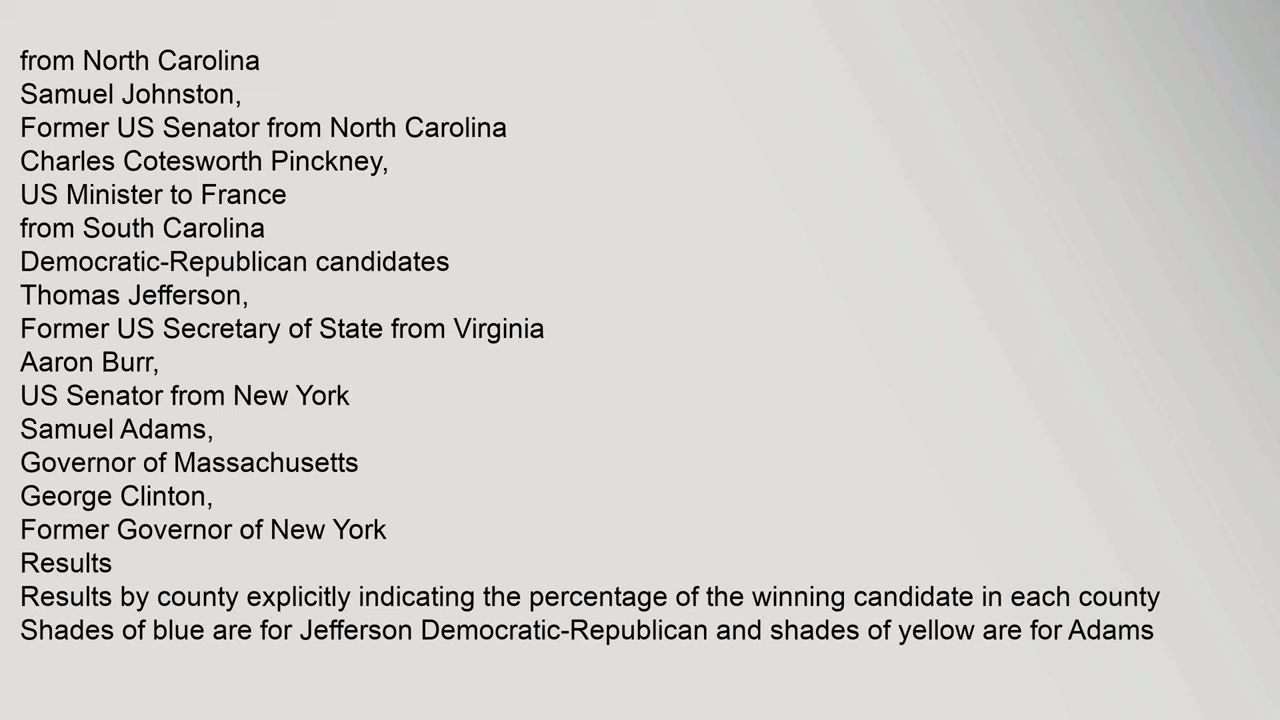 from North Carolina
Samuel Johnston,
Former US Senator from North Carolina
Charles Cotesworth Pinckney,
US Minister to France
from South Carolina
Democratic-Republican candidates
Thomas Jefferson,
Former US Secretary of State from Virginia
Aaron Burr,
US Senator from New York
Samuel Adams,
Governor of Massachusetts
George Clinton,
Former Governor of New York
Results
Results by county explicitly indicating the percentage of the winning candidate in each county
Shades of blue are for Jefferson Democratic-Republican and shades of yellow are for Adams